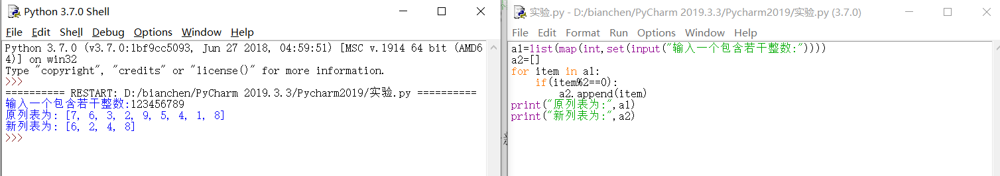 Python 3.7.0 Shell
File Edit Shell Debug Options Window Help
Python 3.7.0 (v3.7.0:1bf9cc5093, Jun 27 2018, 04:59:51) [MSC v.1914 64 bit (AMD6
4)] on win32
Type "copyright", "credits" or "license()" for more information.
>>>
========== RESTART: D:/bianchen/PyCharm 2019.3.3/Pycharm2019/实验.py ==========
输入一个包含若干整数:123456789
原列表为: [7, 6, 3, 2, 9, 5, 4, 1, 8]
新列表为: [6, 2, 4, 8]
>>>
实验.py - D:/bianchen/PyCharm 2019.3.3/Pycharm2019/实验.py (3.7.0)
File Edit Format Run Options Window Help
a1=list(map(int,set(input("输入一个包含若干整数:"))))
a2=[]
for item in a1:
    if(item%2==0):
        a2.append(item)
print("原列表为:",a1)
print("新列表为:",a2)